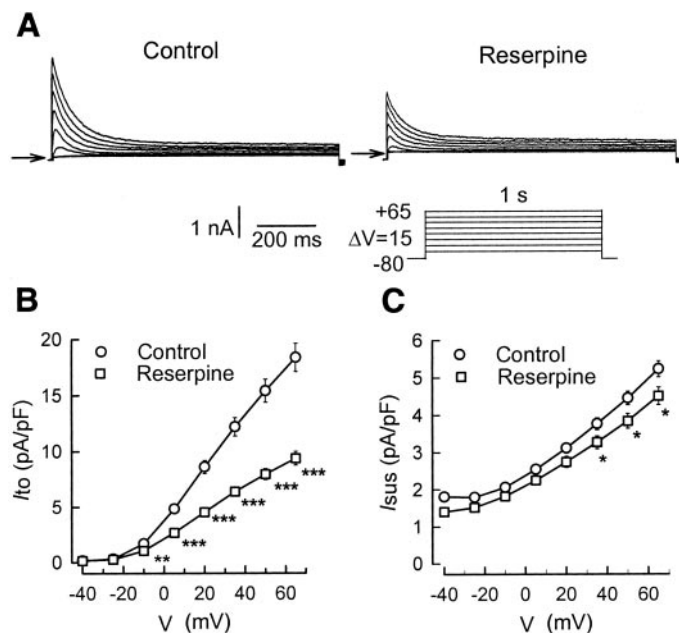 A
Control
Reserpine
1 nA
200 ms
1 s
+65
ΔV=15
-80
B
20
15
10
5
0
Ito (pA/pF)
Control
Reserpine
**
***
***
***
***
***
-40 -20 0 20 40 60
V (mV)
C
6
5
4
3
2
1
0
Isus (pA/pF)
Control
Reserpine
*
*
*
-40 -20 0 20 40 60
V (mV)